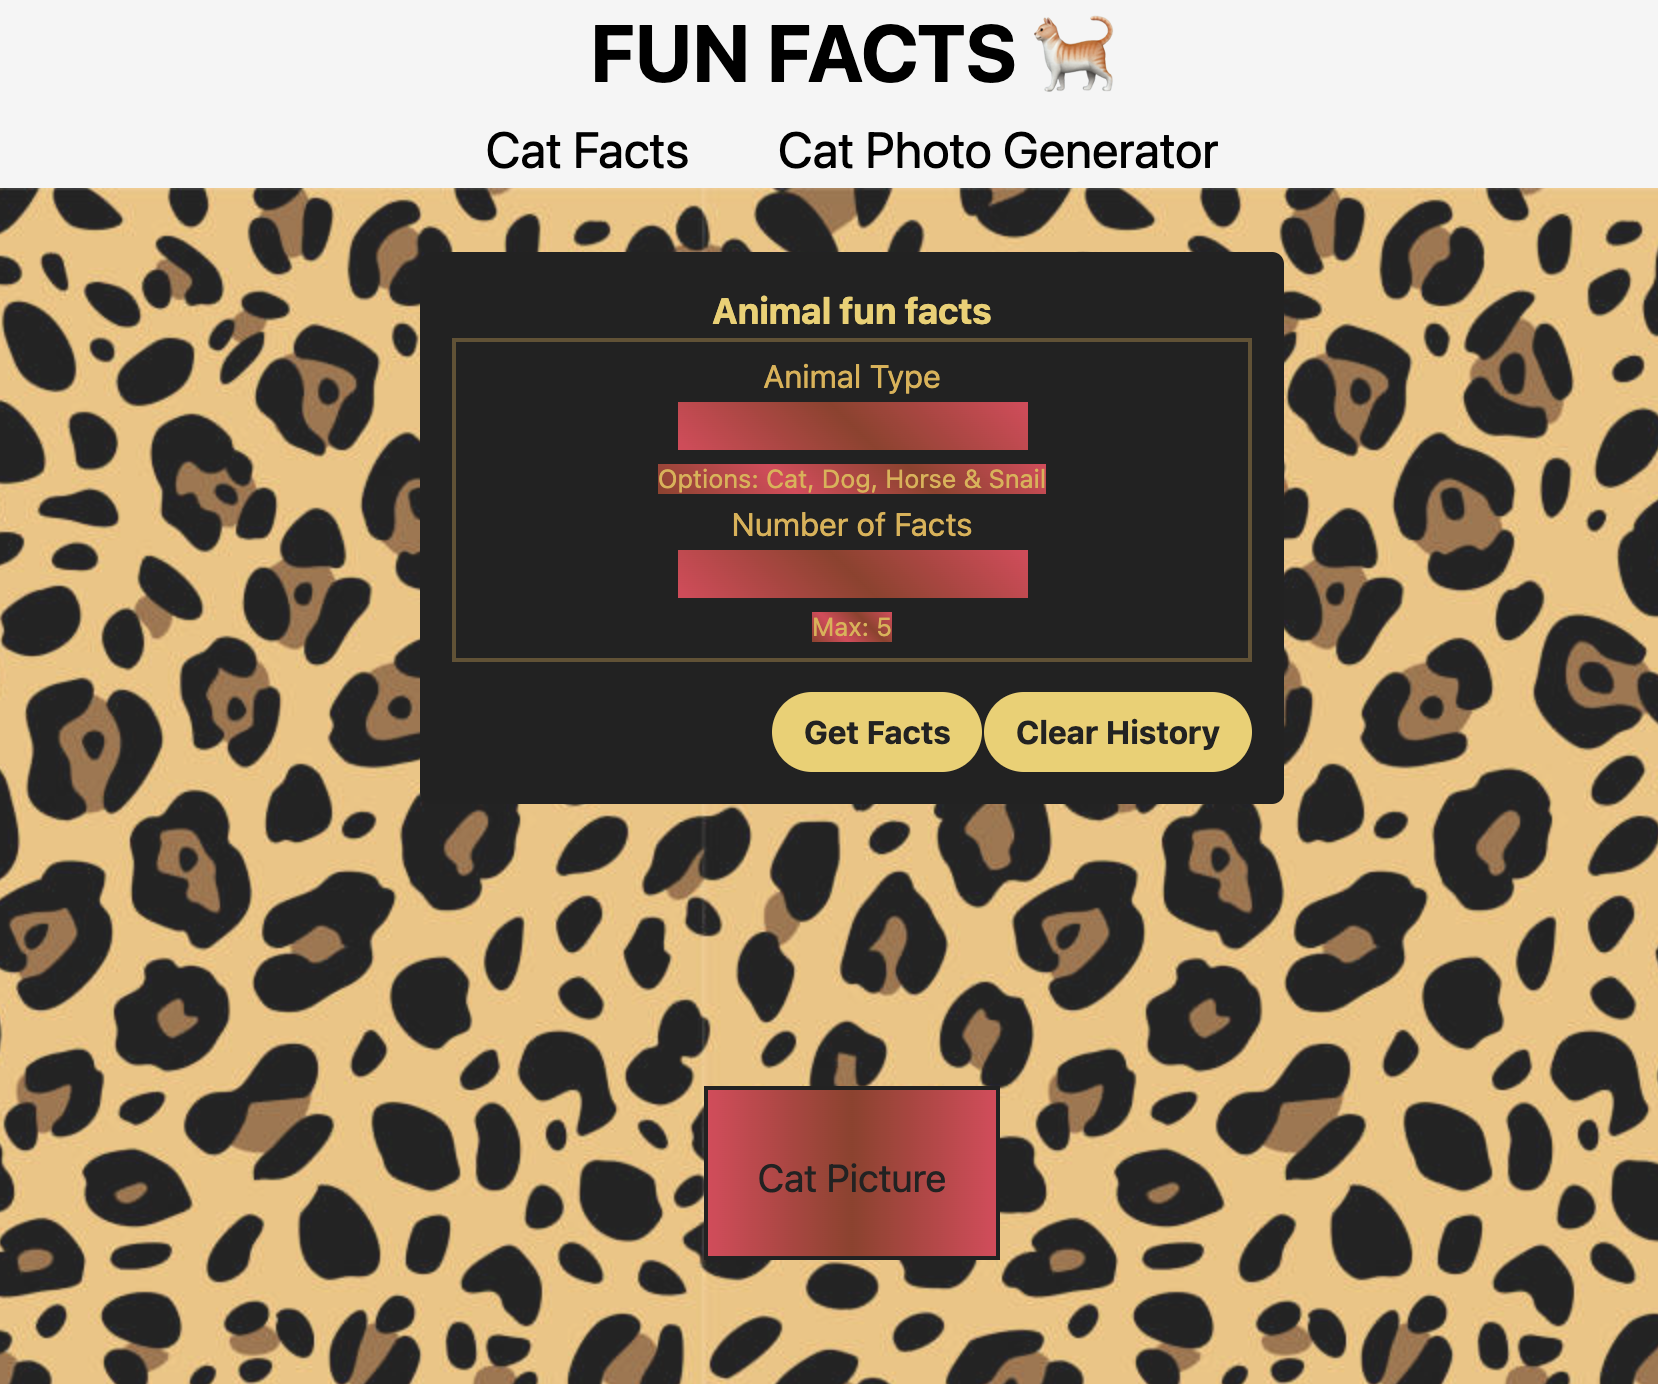 FUN FACTS 🐈
Cat Facts Cat Photo Generator
Animal fun facts
Animal Type
Options: Cat, Dog, Horse & Snail
Number of Facts
Max: 5
Get Facts Clear History
Cat Picture